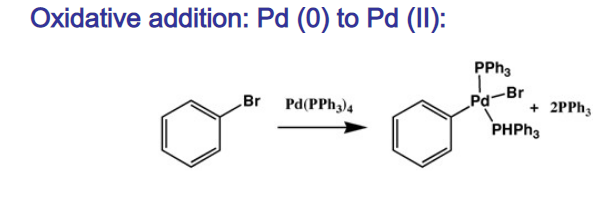 Oxidative addition: Pd (0) to Pd (II):
PPh3
Br Pd(PPh3)4 Pd Br + 2PPh3
PHPh3